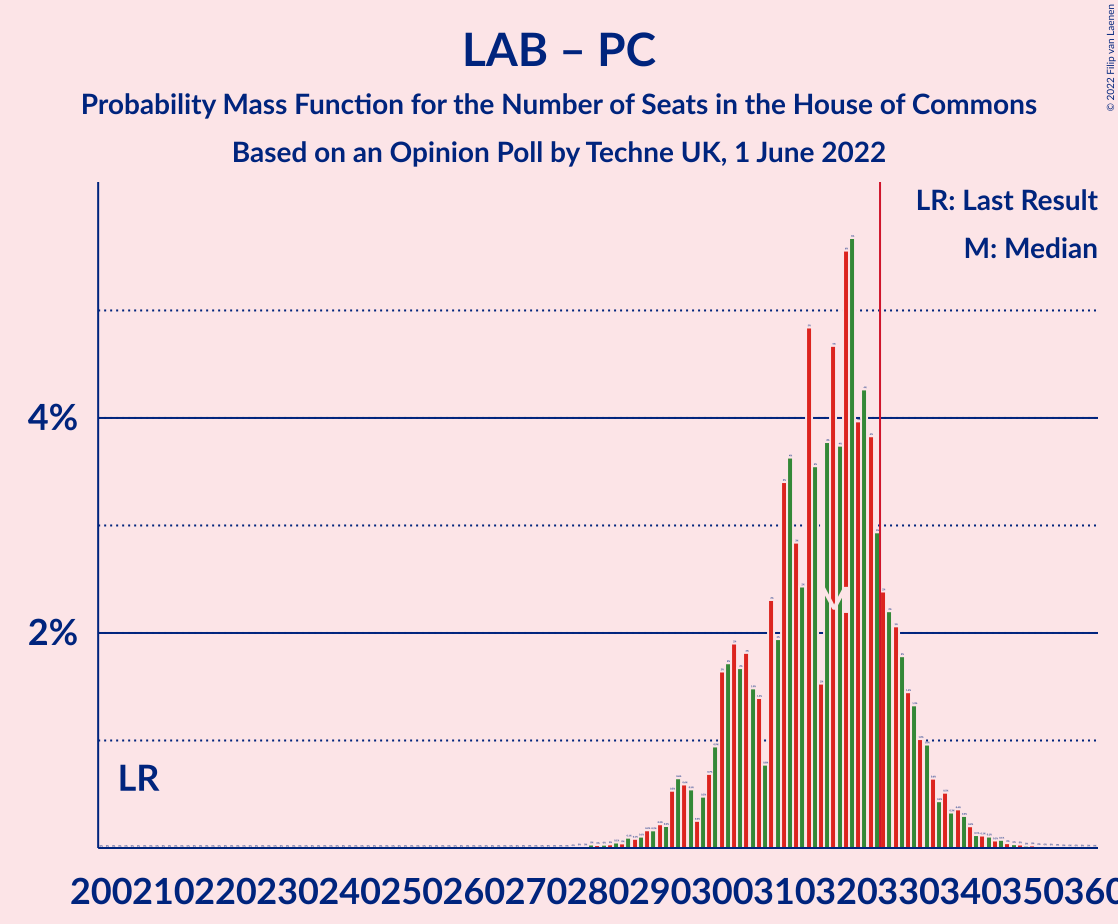 LAB – PC
Probability Mass Function for the Number of Seats in the House of Commons
Based on an Opinion Poll by Techne UK, 1 June 2022
© 2022 Filip van Laenen
LR: Last Result
M: Median
4%
2%
LR
M
200210220230240250260270280290300310320330340350360